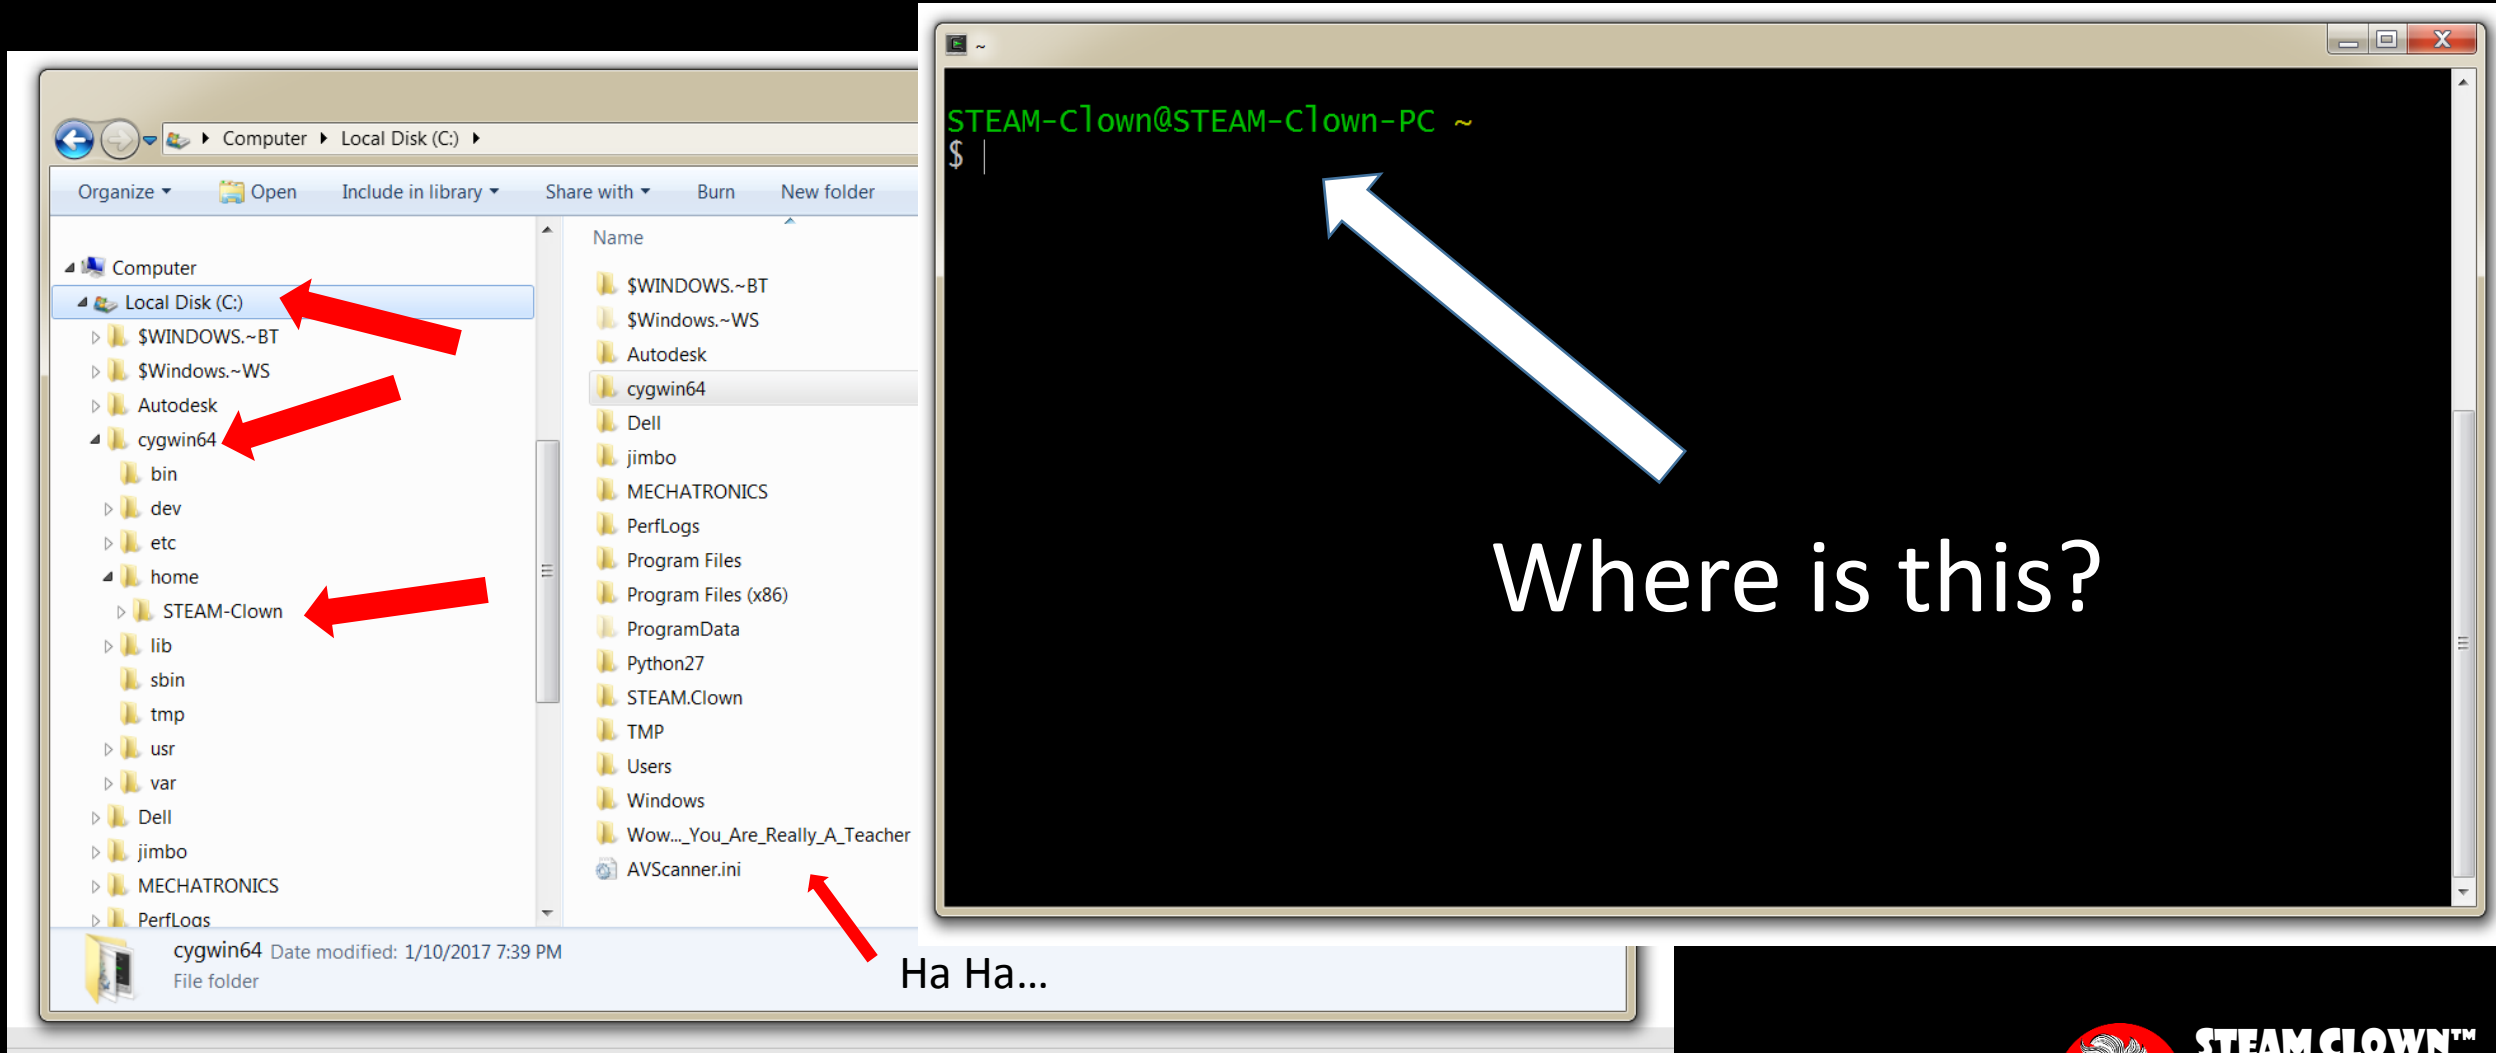 Computer
Local Disk (C:)
Organize
Open
Include in library
Share with
Burn
New folder
Computer
Local Disk (C:)
$WINDOWS.~BT
$Windows.~WS
Autodesk
cygwin64
bin
dev
etc
home
STEAM-Clown
lib
sbin
tmp
usr
var
Dell
jimbo
MECHATRONICS
PerfLogs
Name
$WINDOWS.~BT
$Windows.~WS
Autodesk
cygwin64
Dell
jimbo
MECHATRONICS
PerfLogs
Program Files
Program Files (x86)
ProgramData
Python27
STEAM.Clown
TMP
Users
Windows
Wow..._You_Are_Really_A_Teacher
AVScanner.ini
cygwin64 Date modified: 1/10/2017 7:39 PM
File folder
Ha Ha...
~
STEAM-Clown@STEAM-Clown-PC ~
$
Where is this?
STEAM CLOWN™